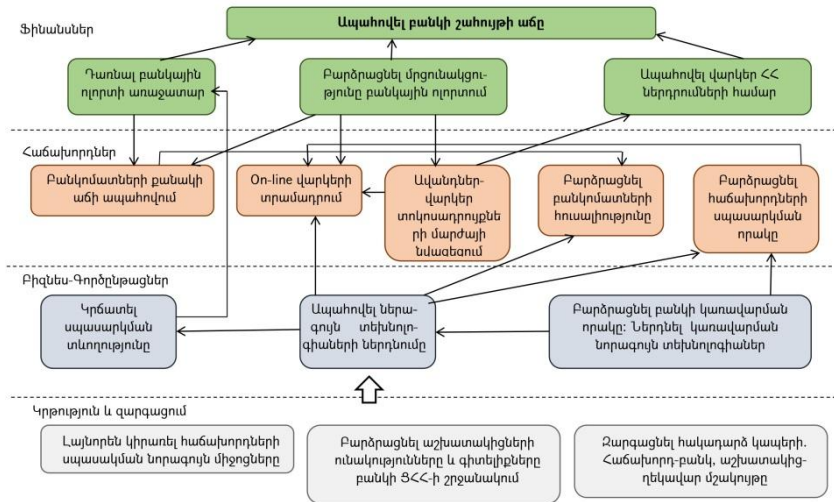 Ֆինանսներ
Ապահովել բանկի շահույթի աճը
Դառնալ բանկային
ոլորտի առաջատար
Բարձրացնել մրցունակցու-
թյունը բանկային ոլորտում
Ապահովել վարկեր ՀՀ
ներդրումների համար
Հաճախորդներ
Բանկոմատների քանակի
աճի ապահովում
On-line վարկերի
տրամադրում
Ավանդներ-
վարկեր
տոկոսադրույքնե
րի մարժայի
նվազեցում
Բարձրացնել
բանկոմատների
հուսալիությունը
Բարձրացնել
հաճախորդների
սպասարկման
որակը
Բիզնես-Գործընթացներ
Կրճատել
սպասարկման
տևողությունը
Ապահովել նէրա-
գույն տեխնոլո-
գիաների ներդնումը
Բարձրացնել բանկի կառավարման
որակը: Ներդնել կառավարման
նորագույն տեխնոլոգիաներ
Կրթություն և զարգացում
Լայնորեն կիրառել հաճախորդների
սպասակման նորագույն միջոցները
Բարձրացնել աշխատակիցների
ունակությունները և գիտելիքները
բանկի ՑՀՀ-ի շրջանակում
Զարգացնել հակադարձ կապերի.
Հաճախորդ-բանկ, աշխատակից-
ղեկավար մշակույթը